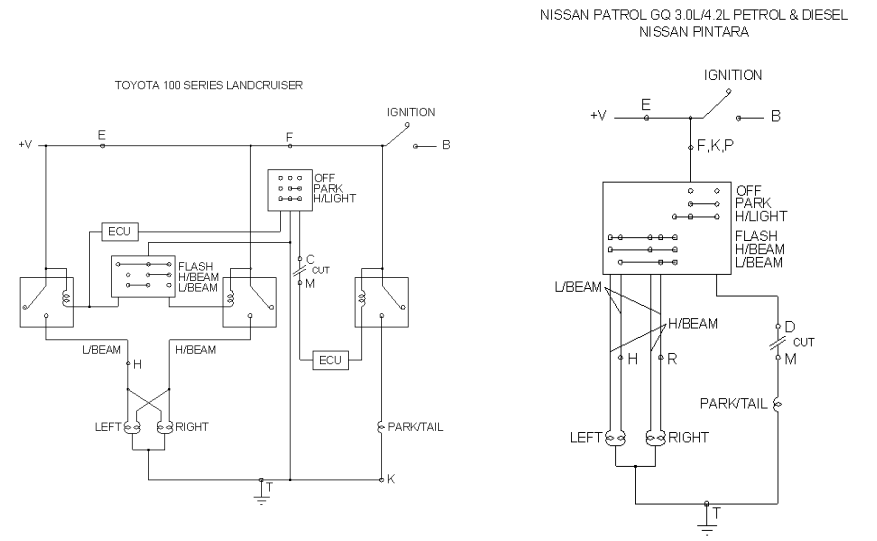 TOYOTA 100 SERIES LANDCRUISER
IGNITION
+V
E
F
B
OFF
PARK
H/LIGHT
ECU
FLASH
H/BEAM
L/BEAM
C
CUT
M
L/BEAM
H/BEAM
ECU
H
LEFT
RIGHT
PARK/TAIL
T
K
NISSAN PATROL GQ 3.0L/4.2L PETROL & DIESEL
NISSAN PINTARA
IGNITION
+V
E
B
F,K,P
OFF
PARK
H/LIGHT
FLASH
H/BEAM
L/BEAM
L/BEAM
H/BEAM
D
CUT
M
H
R
PARK/TAIL
LEFT
RIGHT
T